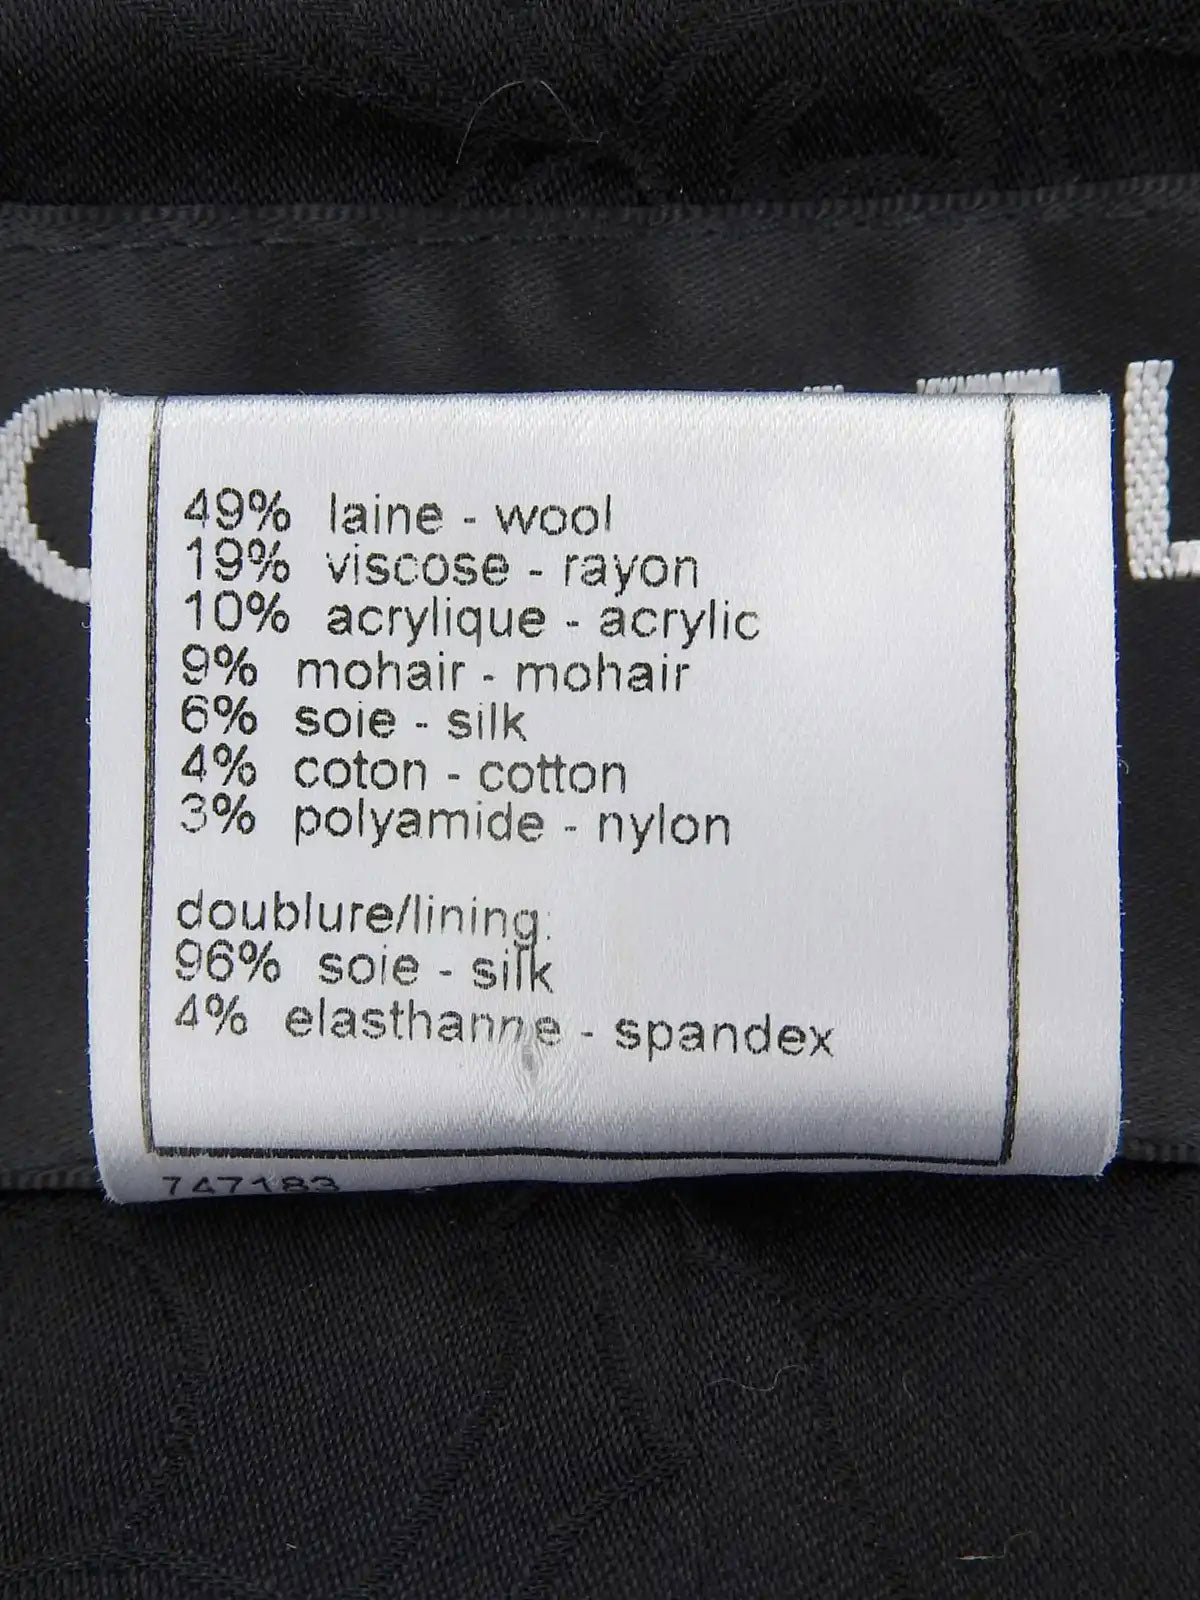 49% laine - wool
19% viscose - rayon
10% acrylique - acrylic
9% mohair - mohair
6% soie - silk
4% coton - cotton
3% polyamide - nylon
doublure/lining:
96% soie - silk
4% elasthanne - spandex
747183